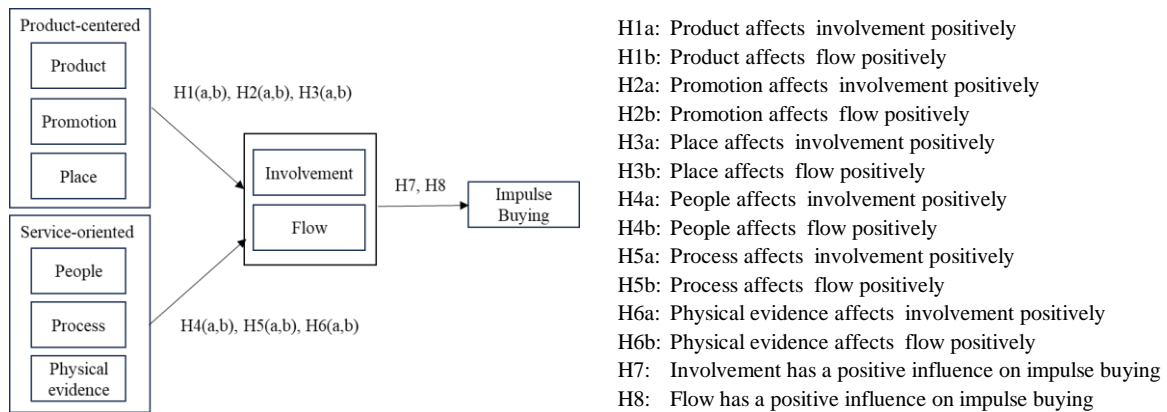 Product-centered
Product
Promotion
Place
Service-oriented
People
Process
Physical
evidence
H1(a,b), H2(a,b), H3(a,b)
H4(a,b), H5(a,b), H6(a,b)
Involvement
Flow
H7, H8
Impulse
Buying
H1a: Product affects involvement positively
H1b: Product affects flow positively
H2a: Promotion affects involvement positively
H2b: Promotion affects flow positively
H3a: Place affects involvement positively
H3b: Place affects flow positively
H4a: People affects involvement positively
H4b: People affects flow positively
H5a: Process affects involvement positively
H5b: Process affects flow positively
H6a: Physical evidence affects involvement positively
H6b: Physical evidence affects flow positively
H7: Involvement has a positive influence on impulse buying
H8: Flow has a positive influence on impulse buying